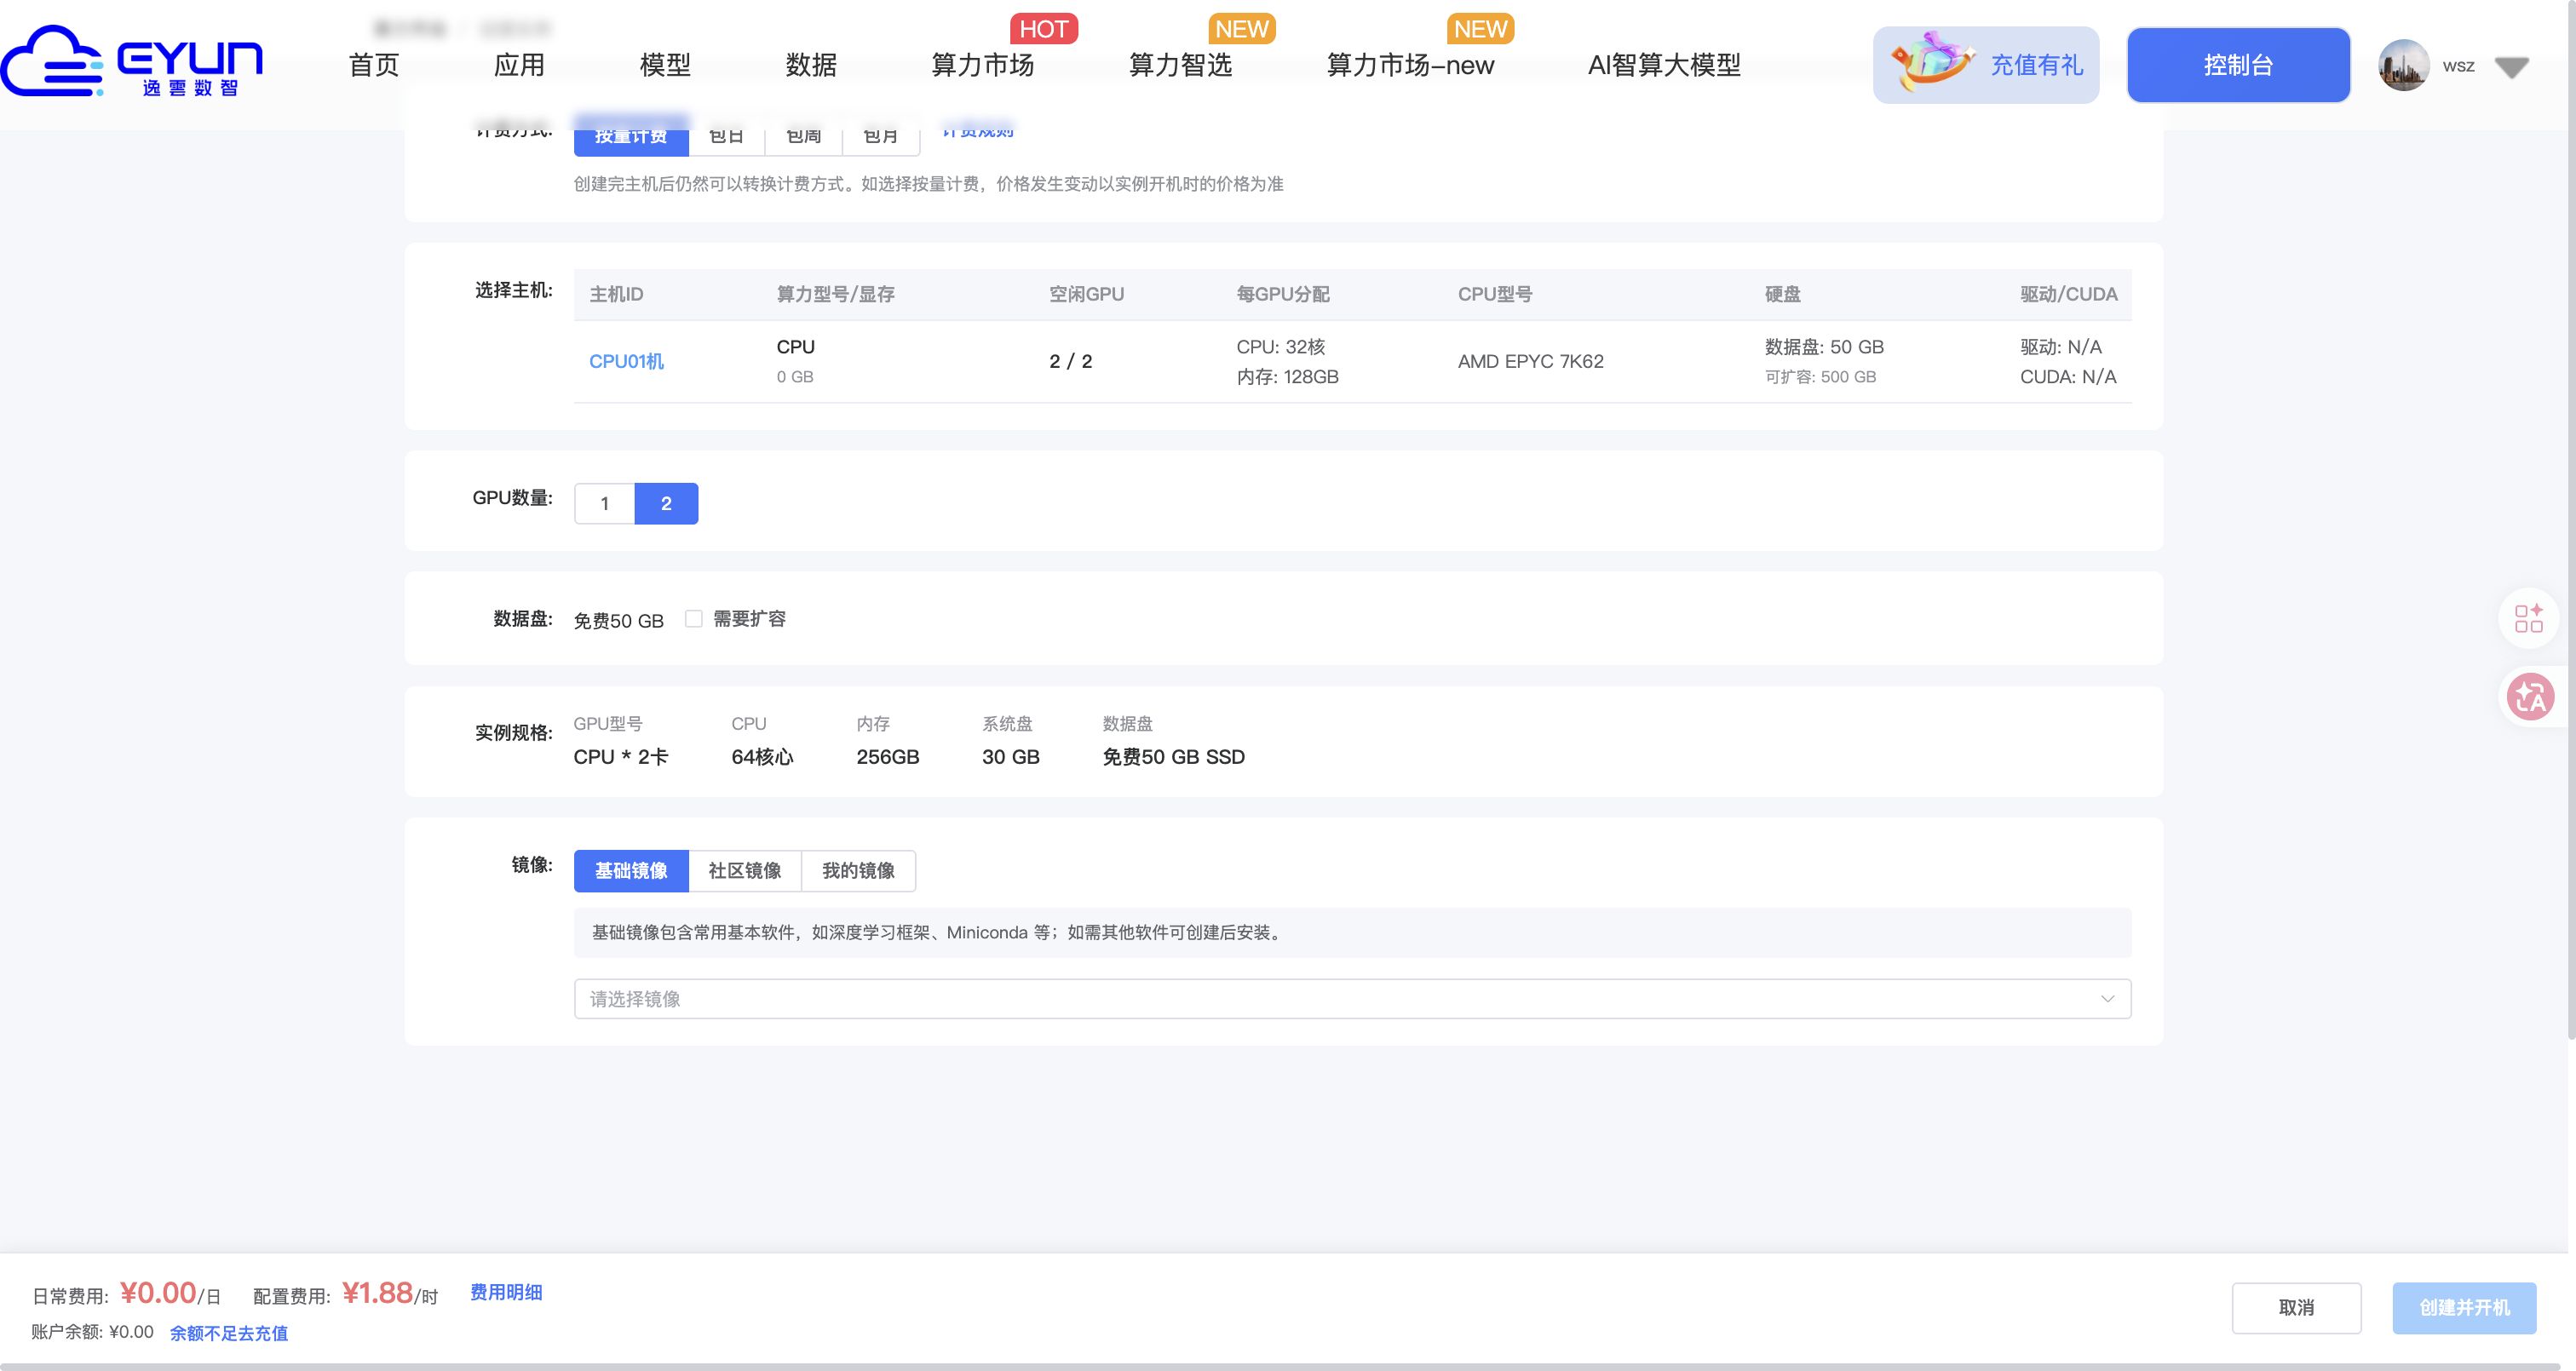 EYUN
逸雲数智
首页
应用
模型
数据
算力市场
HOT
算力智选
NEW
算力市场-new
NEW
AI智算大模型
充值有礼
控制台
wsz
计费方式:
按量计费
包日
包周
包月
计费规则
创建完主机后仍然可以转换计费方式。如选择按量计费，价格发生变动以实例开机时的价格为准
选择主机:
主机ID 算力型号/显存 空闲GPU 每GPU分配 CPU型号 硬盘 驱动/CUDA
CPU01机
CPU
0 GB
2 / 2
CPU: 32核
内存: 128GB
AMD EPYC 7K62
数据盘: 50 GB
可扩容: 500 GB
驱动: N/A
CUDA: N/A
GPU数量:
1
2
数据盘:
免费50 GB
需要扩容
实例规格:
GPU型号 CPU 内存 系统盘 数据盘
CPU * 2卡 64核心 256GB 30 GB 免费50 GB SSD
镜像:
基础镜像
社区镜像
我的镜像
基础镜像包含常用基本软件，如深度学习框架、Miniconda 等；如需其他软件可创建后安装。
请选择镜像
日常费用: ¥0.00/日 配置费用: ¥1.88/时 费用明细
账户余额: ¥0.00 余额不足去充值
取消
创建并开机